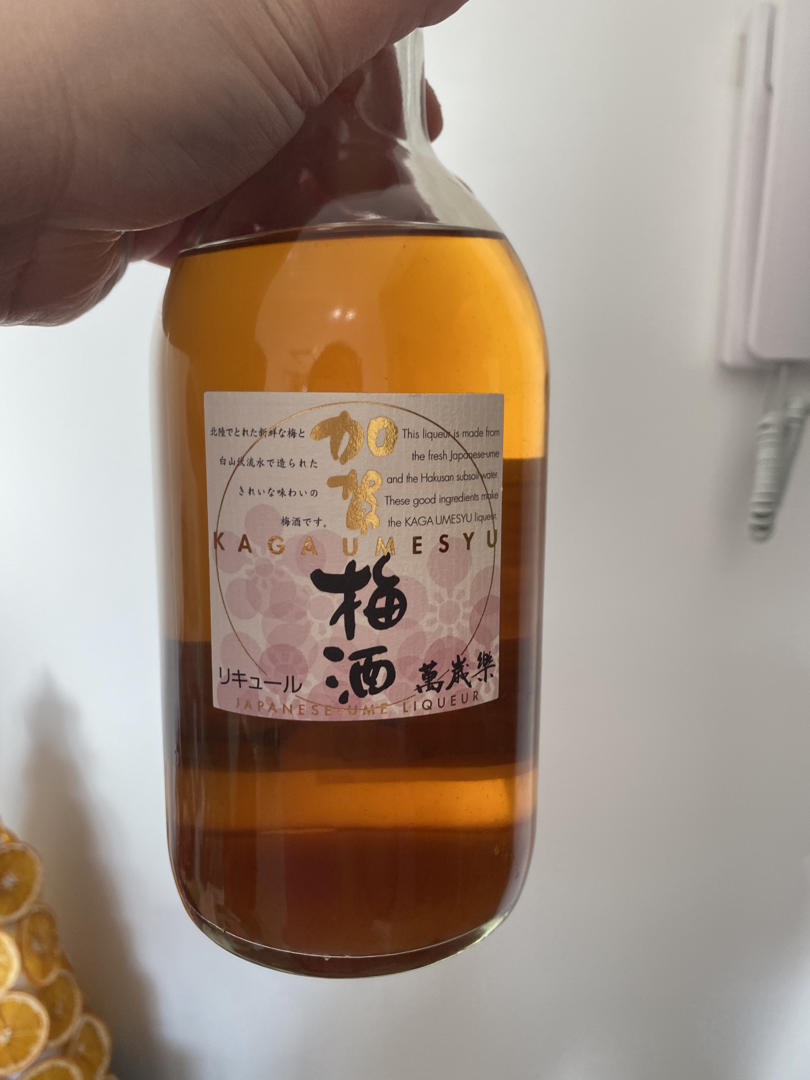 北陸でとれた新鮮な梅と
白山伏流水で造られた
きれいな味わいの
梅酒です。
加賀
This liqueur is made from
the fresh Japanese-ume
and the Hakusan subsoil water.
These good ingredients make
the KAGA UMESYU liqueur.
KAGA UMESYU
梅酒
リキュール
萬歳樂
JAPANESE-UME LIQUEUR